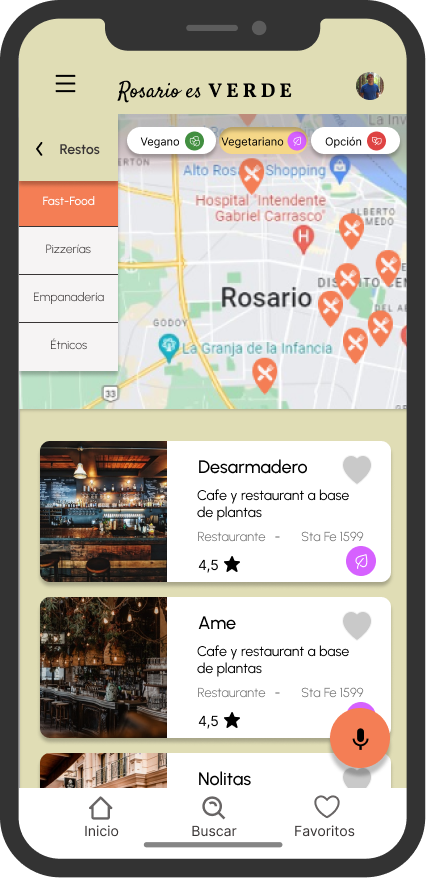 Rosario es VERDE
Restos
Vegano
Vegetariano
Opción
Fast-Food
Pizzerías
Empanadería
Étnicos
La Inv
ERTON
Alto Rosa Shopping
Hospital "Intendente
Gabriel Carrasco"
ALBERTO
Rosario
GODOY
La Granja de la Infancia
33
Desarmadero
Cafe y restaurant a base
de plantas
Restaurante - Sta Fe 1599
4,5
Ame
Cafe y restaurant a base
de plantas
Restaurante - Sta Fe 1599
4,5
Nolitas
Inicio
Buscar
Favoritos